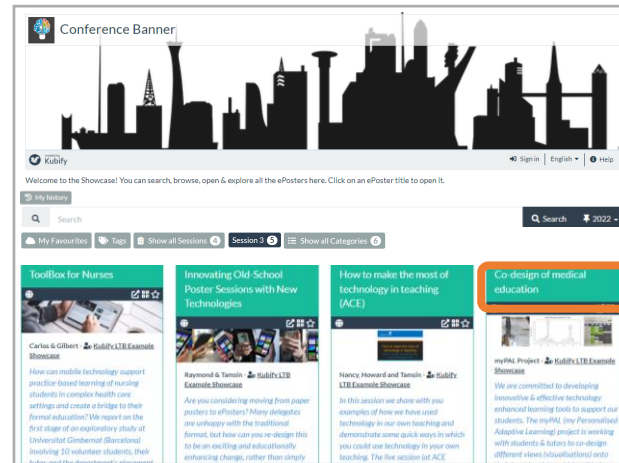 Conference Banner
Kubify
Sign in English Help
Welcome to the Showcase! You can search, browse, open & explore all the ePosters here. Click on an ePoster title to open it.
My history
Search
Search 2022
My Favourites Tags Show all Sessions 4 Session 3 5 Show all Categories 6
ToolBox for Nurses
Carlos & Gilbert - Kubify LTB Example
Showcase
How can mobile technology support
practice-based learning of nursing
students in complex health care
settings and create a bridge to their
formal education? We report on the
first stage of an exploratory study at
Universitat Gimbernat (Barcelona)
involving 10 volunteer students, their
Innovating Old-School
Poster Sessions with New
Technologies
Raymond & Tamsin - Kubify LTB
Example Showcase
Are you considering moving from paper
posters to ePosters? Many delegates
are unhappy with the traditional
format, but how can you re-design this
to be an exciting and educationally
enhancing change, rather than simply
How to make the most of
technology in teaching
(ACE)
Nancy, Howard and Tamsin - Kubify
LTB Example Showcase
In this session we share with you
examples of how we have used
technology in our own teaching and
demonstrate some quick ways in which
you could use technology in your own
teaching. The live session (at ACE
Co-design of medical
education
myPAL Project - Kubify LTB Example
Showcase
We are committed to developing
innovative & effective technology
enhanced learning tools to support our
students. The myPAL (my Personalised
Adaptive Learning) project is working
with students & tutors to co-design
different views (visualisations) onto